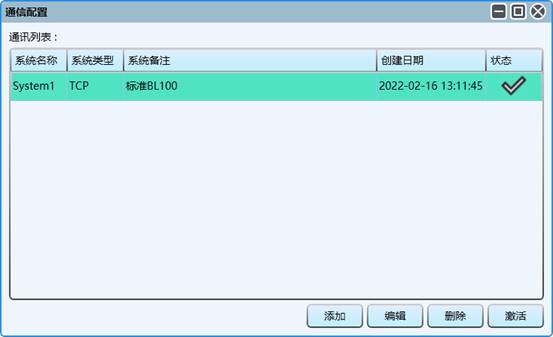 通信配置
通讯列表：
系统名称 系统类型 系统备注 创建日期 状态
System1 TCP 标准BL100 2022-02-16 13:11:45
添加 编辑 删除 激活